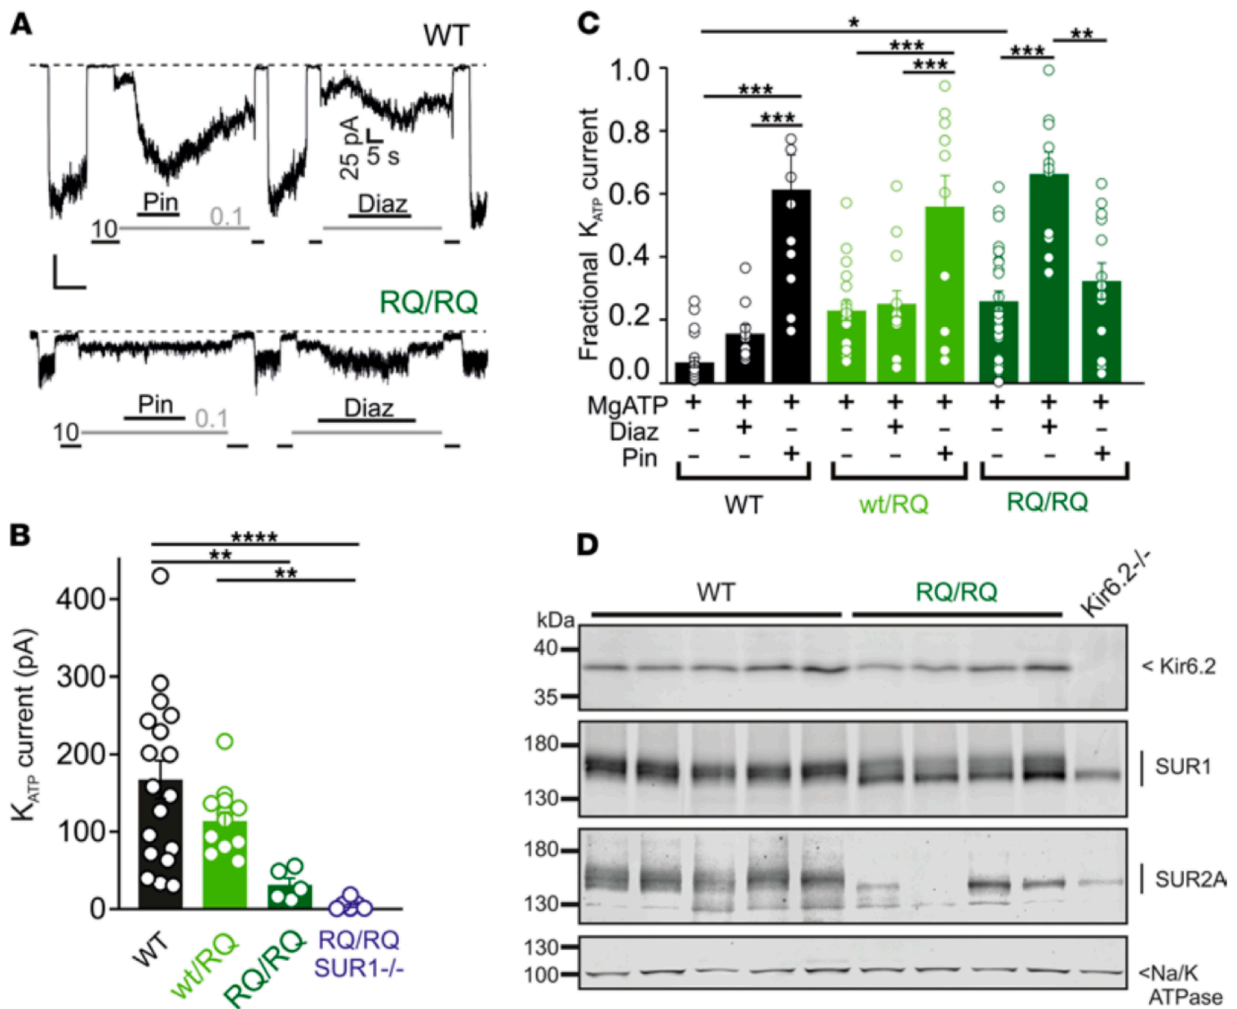 A
WT
25 pA
5 s
Pin
Diaz
10
0.1
RQ/RQ
Pin
Diaz
10
0.1
B
****
**
**
K_ATP current (pA)
400
300
200
100
0
WT
wt/RQ
RQ/RQ
RQ/RQ
SUR1-/-
C
*
***
***
***
***
***
**
Fractional K_ATP current
1.0
0.8
0.6
0.4
0.2
0.0
MgATP + + + + + + + + +
Diaz - + - - + - - + -
Pin - - + - - + - - +
WT wt/RQ RQ/RQ
D
WT RQ/RQ Kir6.2-/-
kDa
40
35
< Kir6.2
180
130
SUR1
180
130
SUR2A
130
100
<Na/K
ATPase